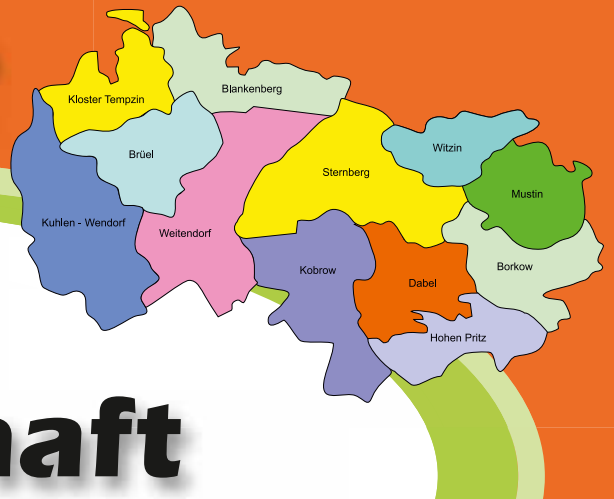 Blankenberg
Kloster Tempzin
Witzin
Brüel
Sternberg
Mustin
Kuhlen - Wendorf
Weitendorf
Kobrow
Borkow
Dabel
Hohen Pritz
haft